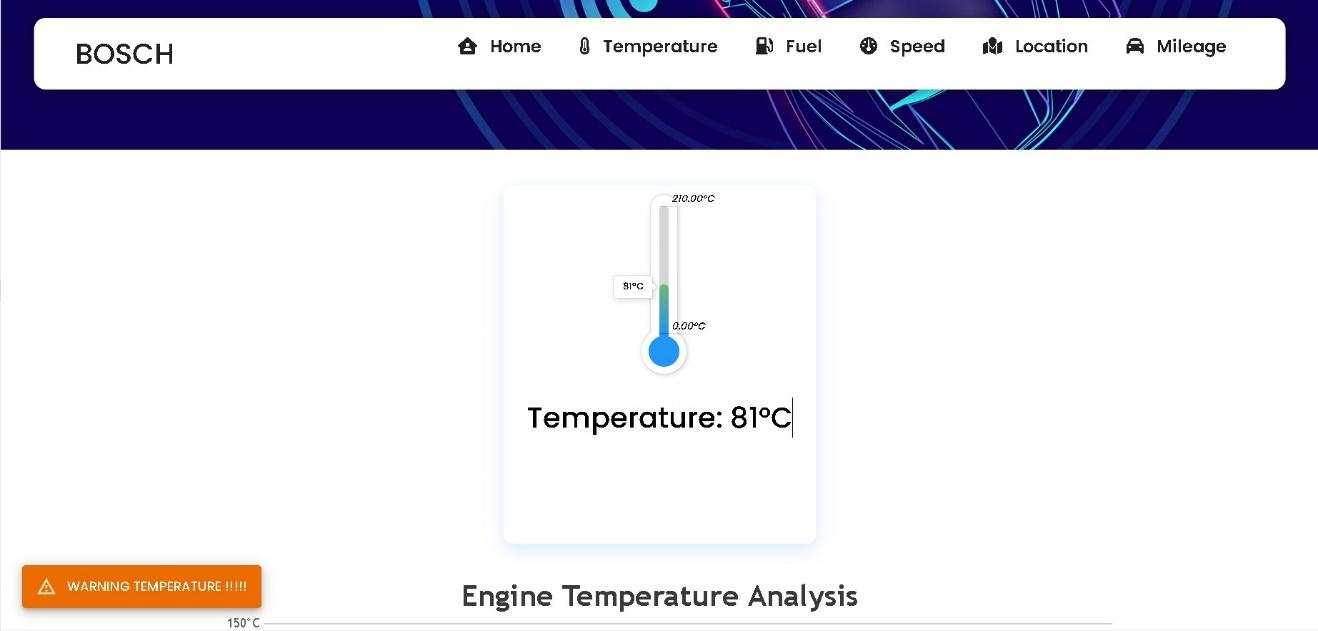 BOSCH
Home Temperature Fuel Speed Location Mileage
210.00°C
81°C
0.00°C
Temperature: 81°C
WARNING TEMPERATURE !!!!!
Engine Temperature Analysis
150°C